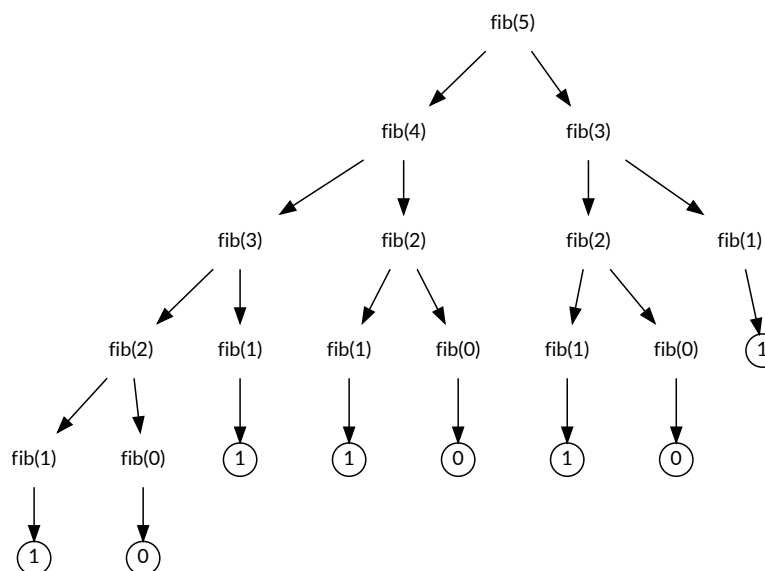 fib(5)
fib(4) fib(3)
fib(3) fib(2) fib(2) fib(1)
fib(2) fib(1) fib(1) fib(0) fib(1) fib(0) 1
fib(1) fib(0) 1 1 0 1 0
1 0